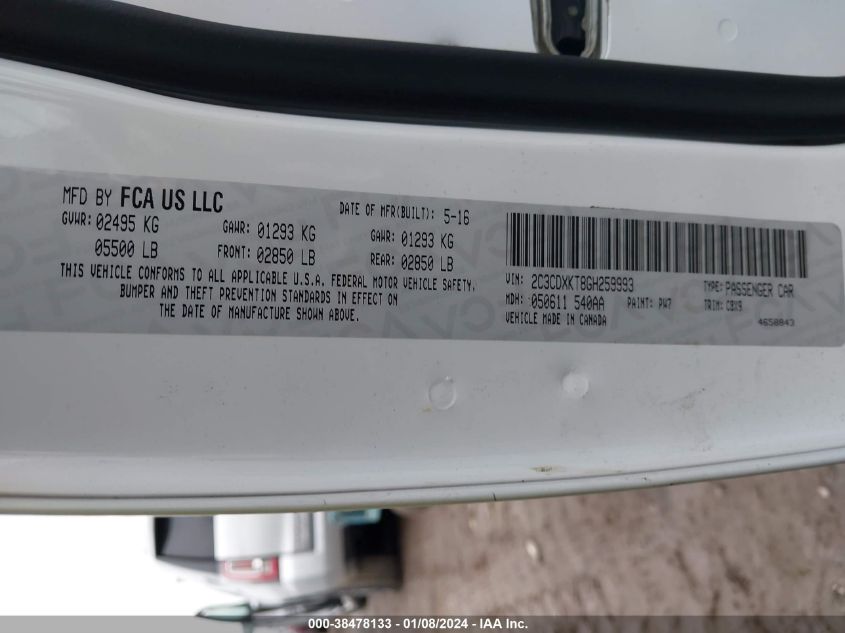 MFD BY FCA US LLC
DATE OF MFR(BUILT): 5-16
GVWR: 02495 KG
GAWR: 01293 KG
GAWR: 01293 KG
05500 LB
FRONT: 02850 LB
REAR: 02850 LB
THIS VEHICLE CONFORMS TO ALL APPLICABLE U.S.A. FEDERAL MOTOR VEHICLE SAFETY,
BUMPER AND THEFT PREVENTION STANDARDS IN EFFECT ON
THE DATE OF MANUFACTURE SHOWN ABOVE.
VIN: 2C3CDXKT8GH259993
TYPE: PASSENGER CAR
MDH: 050611 540AA
PAINT: PW7
TRIM: CBX9
VEHICLE MADE IN CANADA
4658843
000-38478133 - 01/08/2024 - IAA Inc.